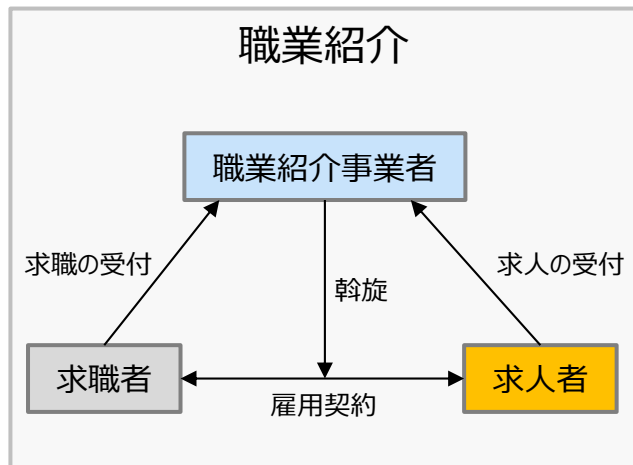 職業紹介
職業紹介事業者
求職の受付
求人の受付
斡旋
求職者
求人者
雇用契約